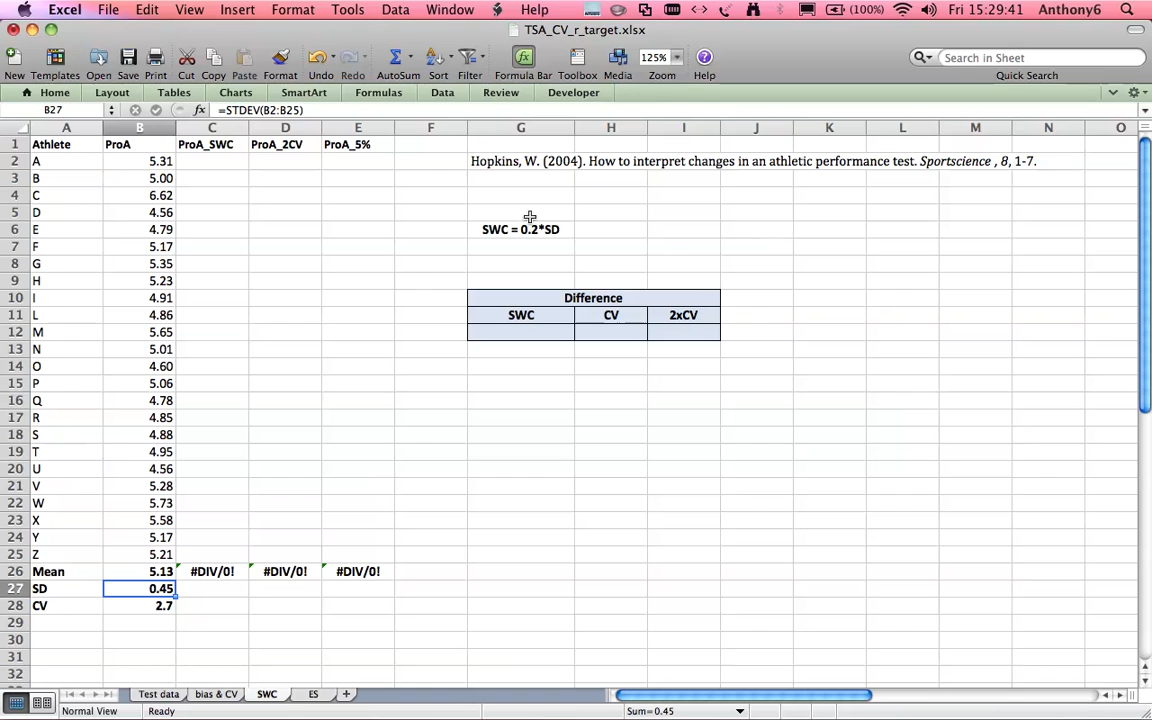 Excel File Edit View Insert Format Tools Data Window Help (100%) Fri 15:29:41 Anthony6
TSA_CV_r_target.xlsx
125% Search in Sheet
New Templates Open Save Print Cut Copy Paste Format Undo Redo AutoSum Sort Filter Formula Bar Toolbox Media Zoom Help Quick Search
Home Layout Tables Charts SmartArt Formulas Data Review Developer
B27 fx =STDEV(B2:B25)
A B C D E F G H I J K L M N O
1 Athlete ProA ProA_SWC ProA_2CV ProA_5%
2 A 5.31 Hopkins, W. (2004). How to interpret changes in an athletic performance test. Sportscience , 8, 1-7.
3 B 5.00
4 C 6.62
5 D 4.56
6 E 4.79 SWC = 0.2*SD
7 F 5.17
8 G 5.35
9 H 5.23
10 I 4.91 Difference
11 L 4.86 SWC CV 2xCV
12 M 5.65
13 N 5.01
14 O 4.60
15 P 5.06
16 Q 4.78
17 R 4.85
18 S 4.88
19 T 4.95
20 U 4.56
21 V 5.28
22 W 5.73
23 X 5.58
24 Y 5.17
25 Z 5.21
26 Mean 5.13 #DIV/0! #DIV/0! #DIV/0!
27 SD 0.45
28 CV 2.7
29
30
31
32
Test data bias & CV SWC ES
Normal View Ready Sum=0.45